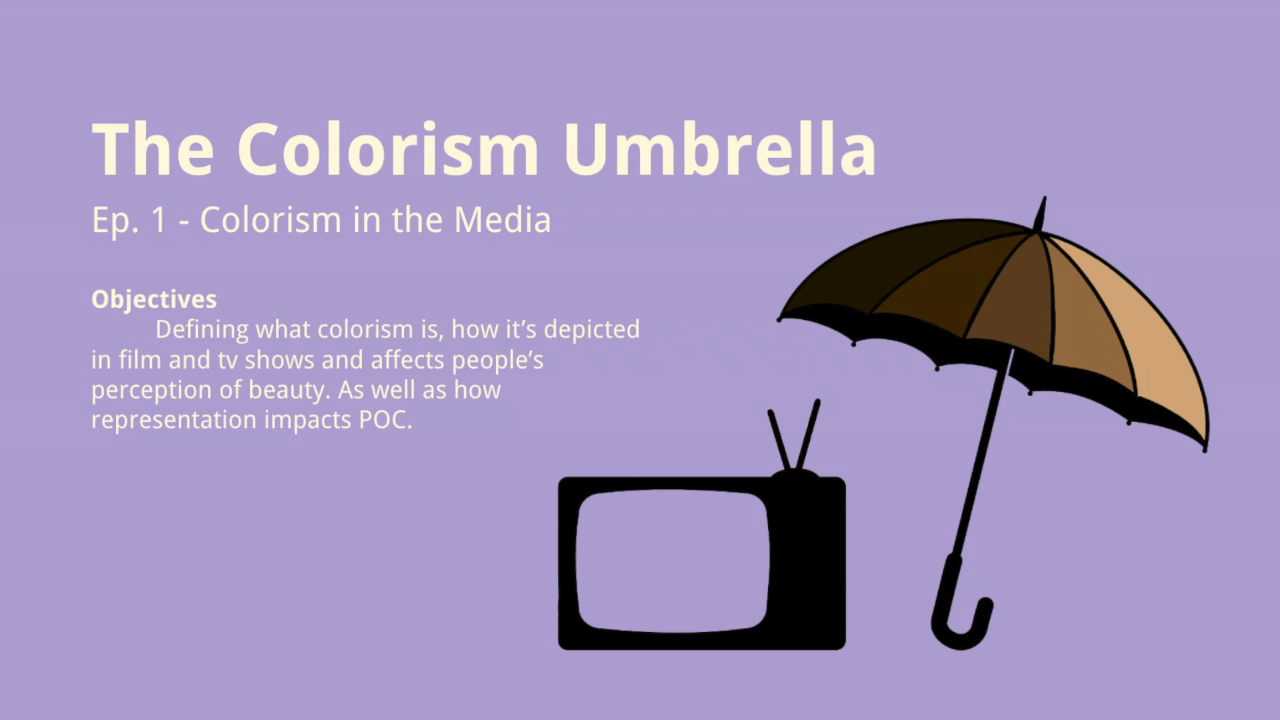 The Colorism Umbrella
Ep. 1 - Colorism in the Media
Objectives
Defining what colorism is, how it’s depicted
in film and tv shows and affects people’s
perception of beauty. As well as how
representation impacts POC.